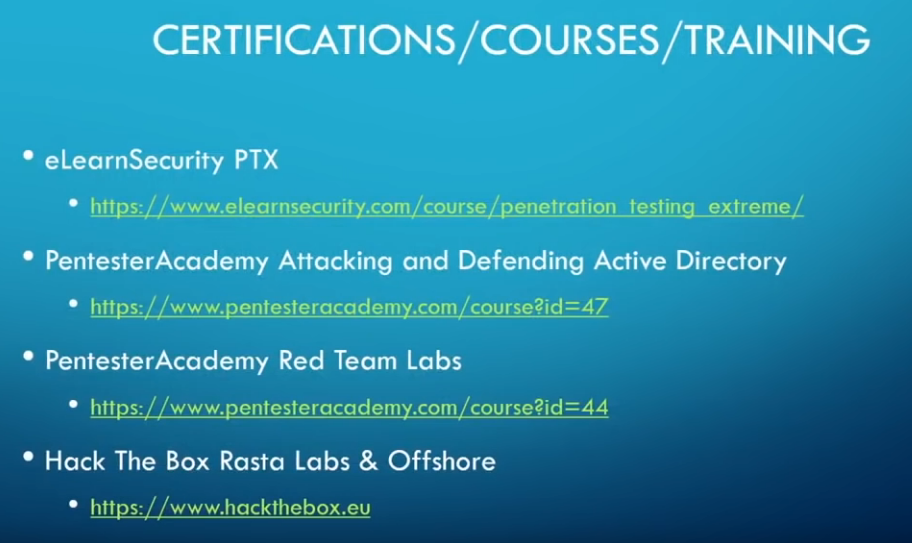 CERTIFICATIONS/COURSES/TRAINING
• eLearnSecurity PTX
• https://www.elearnsecurity.com/course/penetration_testing_extreme/
• PentesterAcademy Attacking and Defending Active Directory
• https://www.pentesteracademy.com/course?id=47
• PentesterAcademy Red Team Labs
• https://www.pentesteracademy.com/course?id=44
• Hack The Box Rasta Labs & Offshore
• https://www.hackthebox.eu